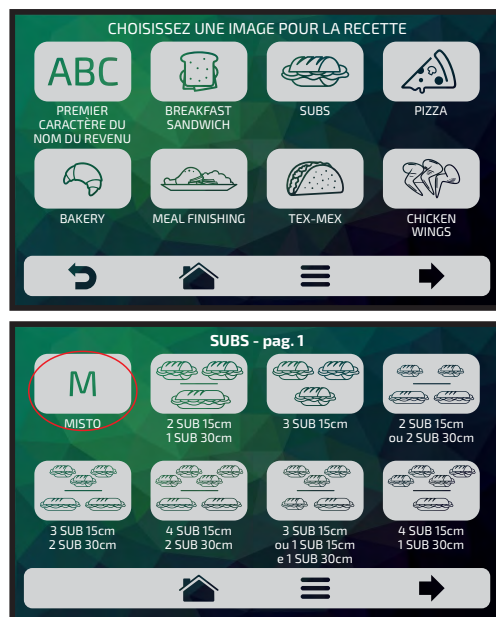 CHOISISSEZ UNE IMAGE POUR LA RECETTE
ABC
PREMIER
CARACTÈRE DU
NOM DU REVENU
BREAKFAST
SANDWICH
SUBS
PIZZA
BAKERY
MEAL FINISHING
TEX-MEX
CHICKEN
WINGS
SUBS - pag. 1
M
MISTO
2 SUB 15cm
1 SUB 30cm
3 SUB 15cm
2 SUB 15cm
ou 2 SUB 30cm
3 SUB 15cm
2 SUB 30cm
4 SUB 15cm
2 SUB 30cm
3 SUB 15cm
ou 1 SUB 15cm
e 1 SUB 30cm
4 SUB 15cm
1 SUB 30cm